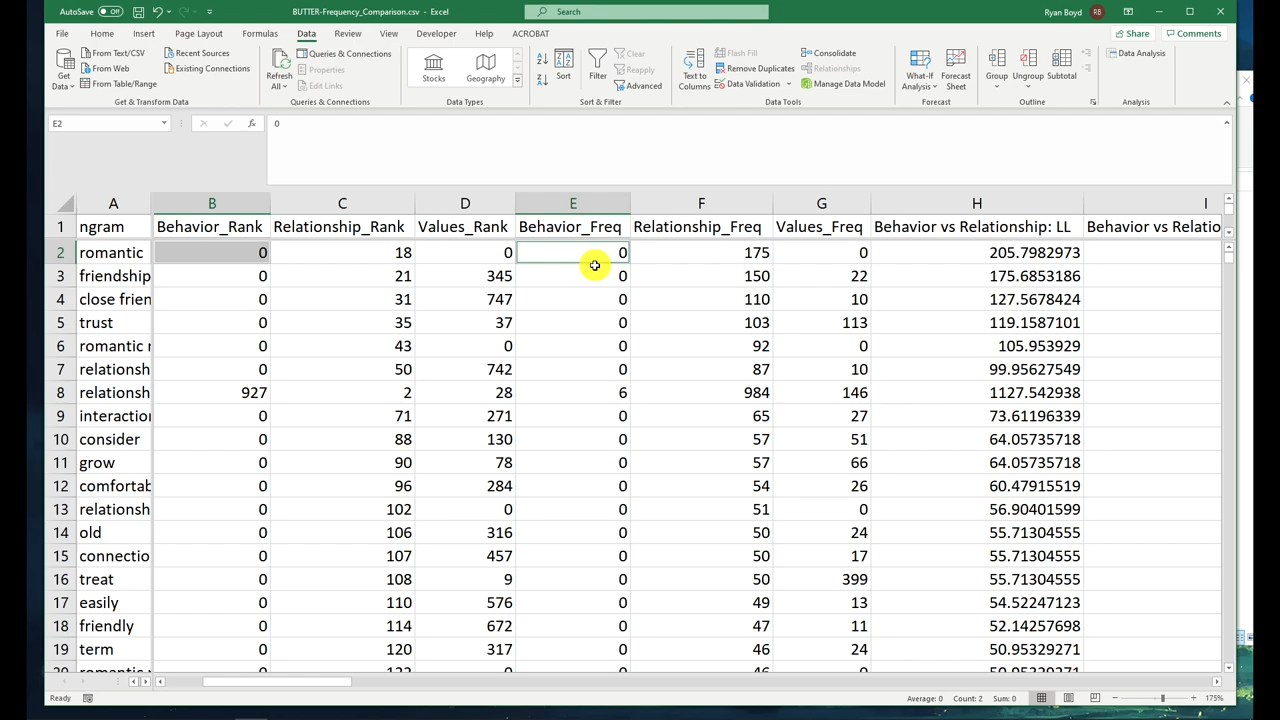 AutoSave Off BUTTER-Frequency_Comparison.csv - Excel Search Ryan Boyd RB
File Home Insert Page Layout Formulas Data Review View Developer Help ACROBAT Share Comments
Get Data From Text/CSV From Web From Table/Range Recent Sources Existing Connections
Refresh All Queries & Connections Properties Edit Links
Stocks Geography
Sort Filter Clear Reapply Advanced
Text to Columns Flash Fill Remove Duplicates Data Validation Consolidate Relationships Manage Data Model
What-If Analysis Forecast Sheet Group Ungroup Subtotal Data Analysis
Get & Transform Data Queries & Connections Data Types Sort & Filter Data Tools Forecast Outline Analysis
E2 fx 0
A B C D E F G H I
1 ngram Behavior_Rank Relationship_Rank Values_Rank Behavior_Freq Relationship_Freq Values_Freq Behavior vs Relationship: LL Behavior vs Relatio
2 romantic 0 18 0 0 175 0 205.7982973
3 friendship 0 21 345 0 150 22 175.6853186
4 close frien 0 31 747 0 110 10 127.5678424
5 trust 0 35 37 0 103 113 119.1587101
6 romantic r 0 43 0 0 92 0 105.953929
7 relationsh 0 50 742 0 87 10 99.95627549
8 relationsh 927 2 28 6 984 146 1127.542938
9 interaction 0 71 271 0 65 27 73.61196339
10 consider 0 88 130 0 57 51 64.05735718
11 grow 0 90 78 0 57 66 64.05735718
12 comfortab 0 96 284 0 54 26 60.47915519
13 relationsh 0 102 0 0 51 0 56.90401599
14 old 0 106 316 0 50 24 55.71304555
15 connectio 0 107 457 0 50 17 55.71304555
16 treat 0 108 9 0 50 399 55.71304555
17 easily 0 110 576 0 49 13 54.52247123
18 friendly 0 114 672 0 47 11 52.14257698
19 term 0 120 317 0 46 24 50.95329271
Ready Average: 0 Count: 2 Sum: 0 175%